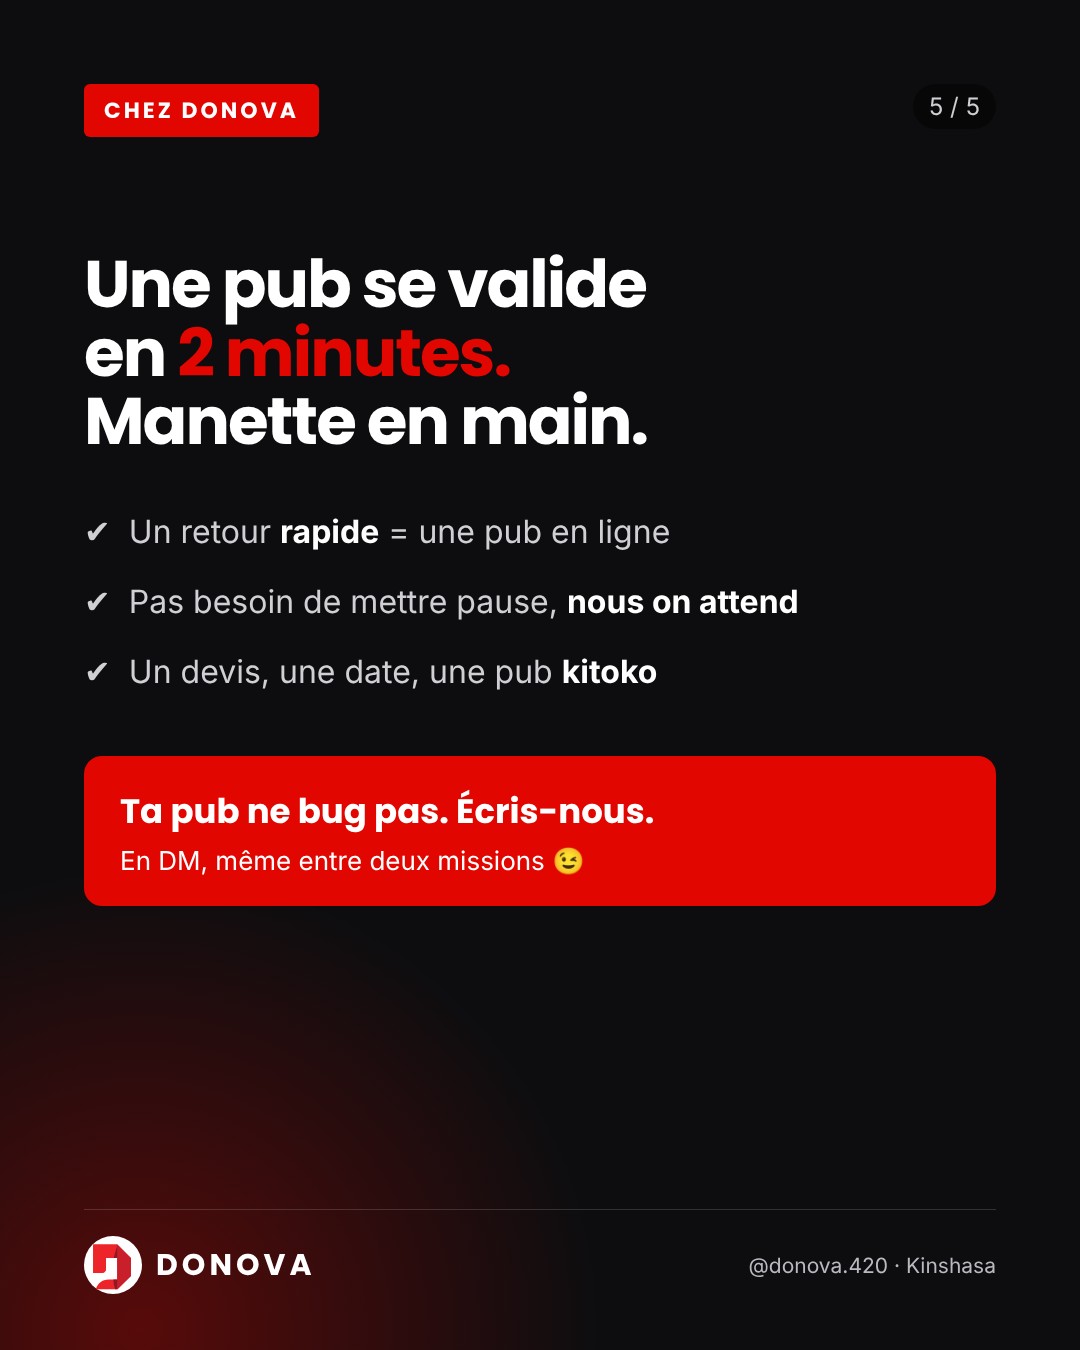 CHEZ DONOVA
5 / 5
Une pub se valide
en 2 minutes.
Manette en main.
✔ Un retour rapide = une pub en ligne
✔ Pas besoin de mettre pause, nous on attend
✔ Un devis, une date, une pub kitoko
Ta pub ne bug pas. Écris-nous.
En DM, même entre deux missions 😉
DONOVA
@donova.420 · Kinshasa